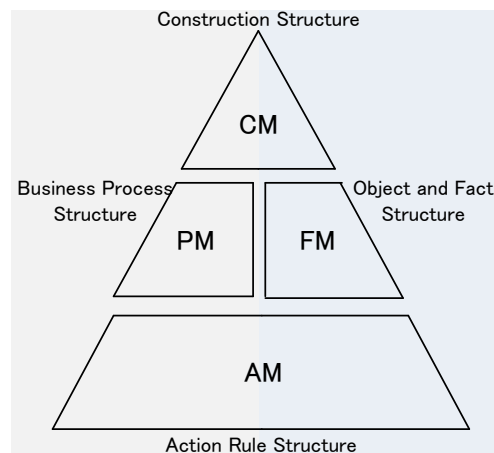 Construction Structure
CM
Business Process
Structure
Object and Fact
Structure
PM
FM
AM
Action Rule Structure